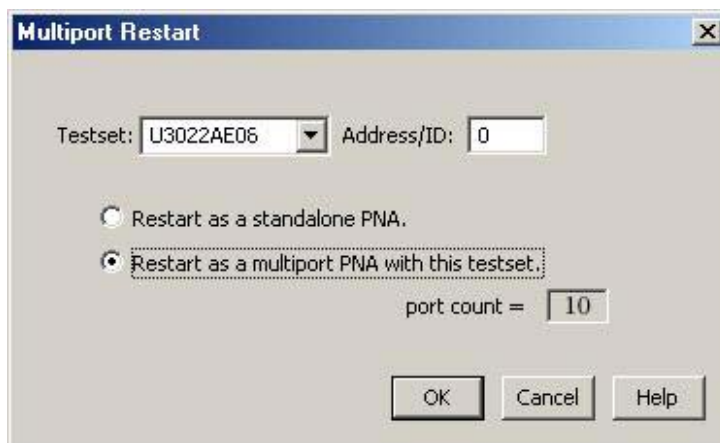 Multiport Restart
Testset: U3022AE06 Address/ID: 0
Restart as a standalone PNA.
Restart as a multiport PNA with this testset.
port count = 10
OK Cancel Help